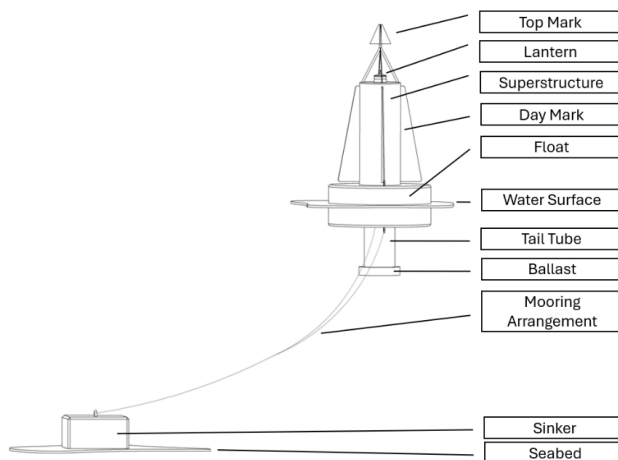 Top Mark
Lantern
Superstructure
Day Mark
Float
Water Surface
Tail Tube
Ballast
Mooring
Arrangement
Sinker
Seabed